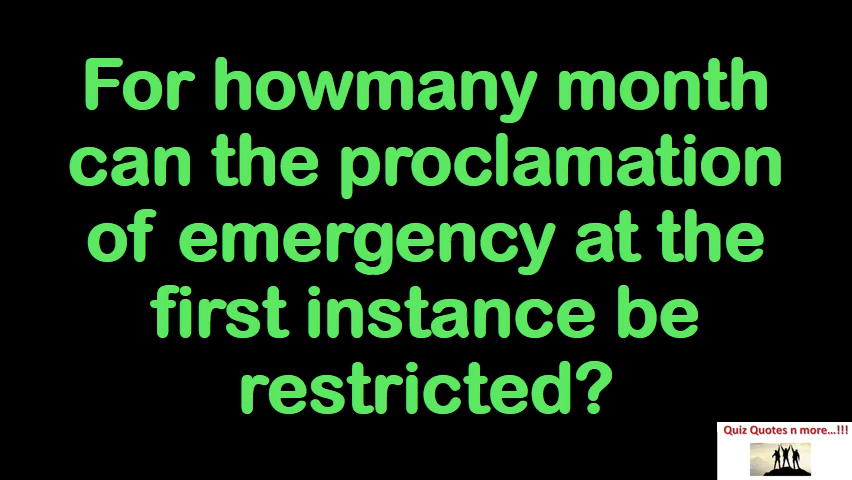 For howmany month
can the proclamation
of emergency at the
first instance be
restricted?
Quiz Quotes n more...!!!